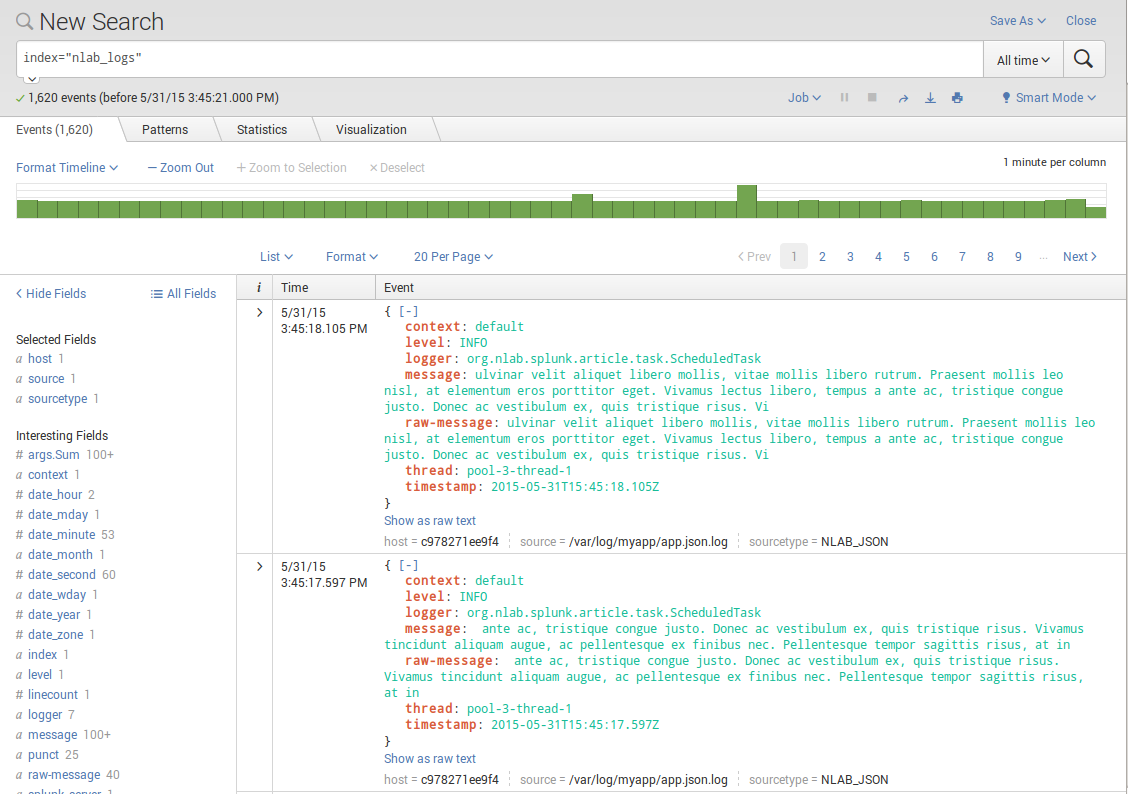 New Search
Save As
Close
index="nlab_logs"
All time
1,620 events (before 5/31/15 3:45:21.000 PM)
Job
Smart Mode
Events (1,620)
Patterns
Statistics
Visualization
Format Timeline
— Zoom Out
+ Zoom to Selection
× Deselect
1 minute per column
List
Format
20 Per Page
< Prev
1
2
3
4
5
6
7
8
9
...
Next >
< Hide Fields
All Fields
Selected Fields
a host 1
a source 1
a sourcetype 1
Interesting Fields
# args.Sum 100+
a context 1
# date_hour 2
# date_mday 1
# date_minute 53
a date_month 1
# date_second 60
a date_wday 1
# date_year 1
# date_zone 1
a index 1
a level 1
# linecount 1
a logger 7
a message 100+
a punct 25
a raw-message 40
a splunk_server 1
i
Time
Event
>
5/31/15
3:45:18.105 PM
{ [-]
context: default
level: INFO
logger: org.nlab.splunk.article.task.ScheduledTask
message: ulvinar velit aliquet libero mollis, vitae mollis libero rutrum. Praesent mollis leo
nisl, at elementum eros porttitor eget. Vivamus lectus libero, tempus a ante ac, tristique congue
justo. Donec ac vestibulum ex, quis tristique risus. Vi
raw-message: ulvinar velit aliquet libero mollis, vitae mollis libero rutrum. Praesent mollis leo
nisl, at elementum eros porttitor eget. Vivamus lectus libero, tempus a ante ac, tristique congue
justo. Donec ac vestibulum ex, quis tristique risus. Vi
thread: pool-3-thread-1
timestamp: 2015-05-31T15:45:18.105Z
}
Show as raw text
host = c978271ee9f4
source = /var/log/myapp/app.json.log
sourcetype = NLAB_JSON
>
5/31/15
3:45:17.597 PM
{ [-]
context: default
level: INFO
logger: org.nlab.splunk.article.task.ScheduledTask
message: ante ac, tristique congue justo. Donec ac vestibulum ex, quis tristique risus. Vivamus
tincidunt aliquam augue, ac pellentesque ex finibus nec. Pellentesque tempor sagittis risus, at in
raw-message: ante ac, tristique congue justo. Donec ac vestibulum ex, quis tristique risus.
Vivamus tincidunt aliquam augue, ac pellentesque ex finibus nec. Pellentesque tempor sagittis risus,
at in
thread: pool-3-thread-1
timestamp: 2015-05-31T15:45:17.597Z
}
Show as raw text
host = c978271ee9f4
source = /var/log/myapp/app.json.log
sourcetype = NLAB_JSON